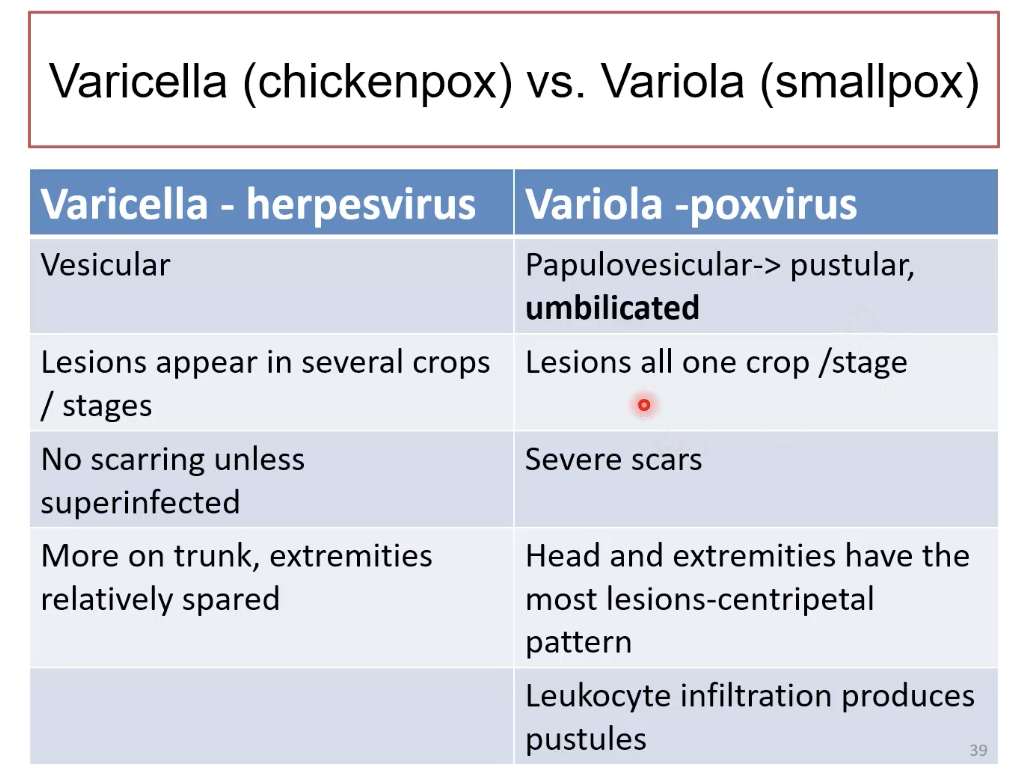 Varicella (chickenpox) vs. Variola (smallpox)
Varicella - herpesvirus
Variola -poxvirus
Vesicular
Papulovesicular-> pustular,
umbilicated
Lesions appear in several crops
/ stages
Lesions all one crop /stage
No scarring unless
superinfected
Severe scars
More on trunk, extremities
relatively spared
Head and extremities have the
most lesions-centripetal
pattern
Leukocyte infiltration produces
pustules
39